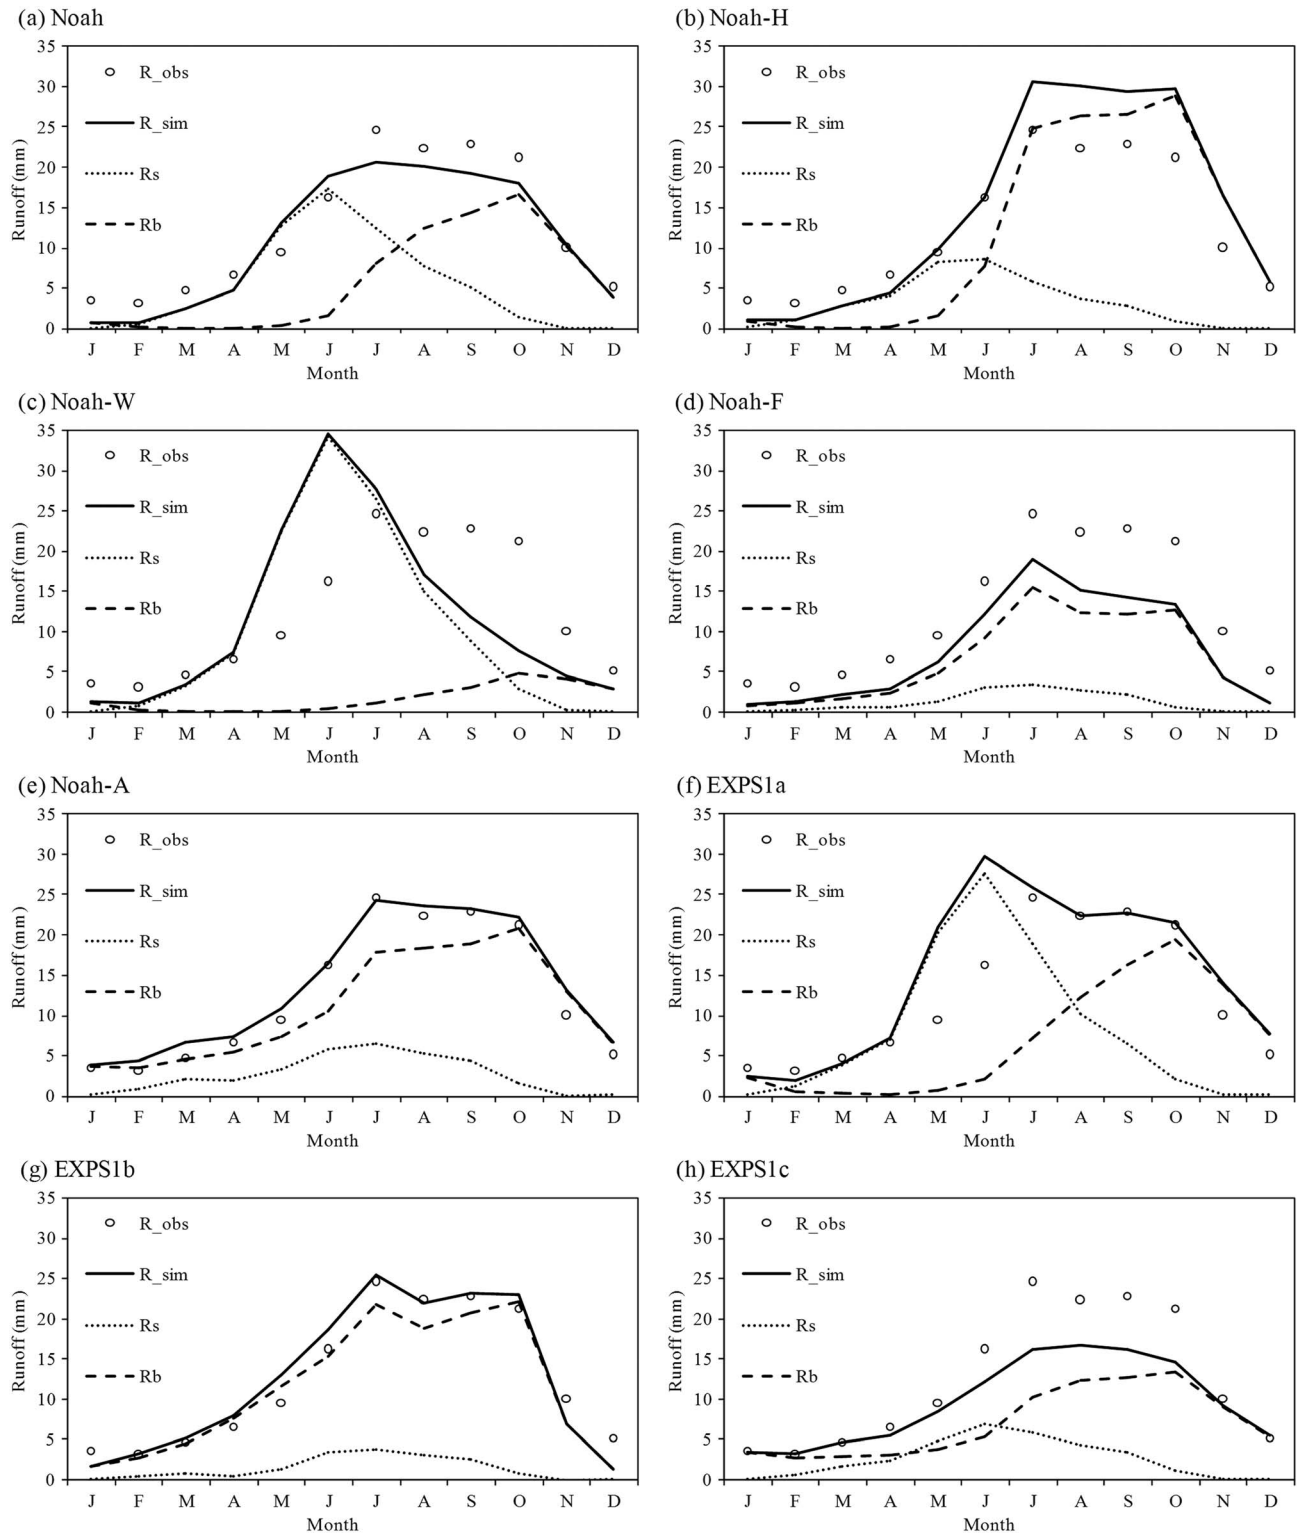 (a) Noah
35
30
25
20
15
10
5
0
Runoff (mm)
R_obs
R_sim
Rs
Rb
J F M A M J J A S O N D
Month
(b) Noah-H
35
30
25
20
15
10
5
0
Runoff (mm)
R_obs
R_sim
Rs
Rb
J F M A M J J A S O N D
Month
(c) Noah-W
35
30
25
20
15
10
5
0
Runoff (mm)
R_obs
R_sim
Rs
Rb
J F M A M J J A S O N D
Month
(d) Noah-F
35
30
25
20
15
10
5
0
Runoff (mm)
R_obs
R_sim
Rs
Rb
J F M A M J J A S O N D
Month
(e) Noah-A
35
30
25
20
15
10
5
0
Runoff (mm)
R_obs
R_sim
Rs
Rb
J F M A M J J A S O N D
Month
(f) EXPS1a
35
30
25
20
15
10
5
0
Runoff (mm)
R_obs
R_sim
Rs
Rb
J F M A M J J A S O N D
Month
(g) EXPS1b
35
30
25
20
15
10
5
0
Runoff (mm)
R_obs
R_sim
Rs
Rb
J F M A M J J A S O N D
Month
(h) EXPS1c
35
30
25
20
15
10
5
0
Runoff (mm)
R_obs
R_sim
Rs
Rb
J F M A M J J A S O N D
Month